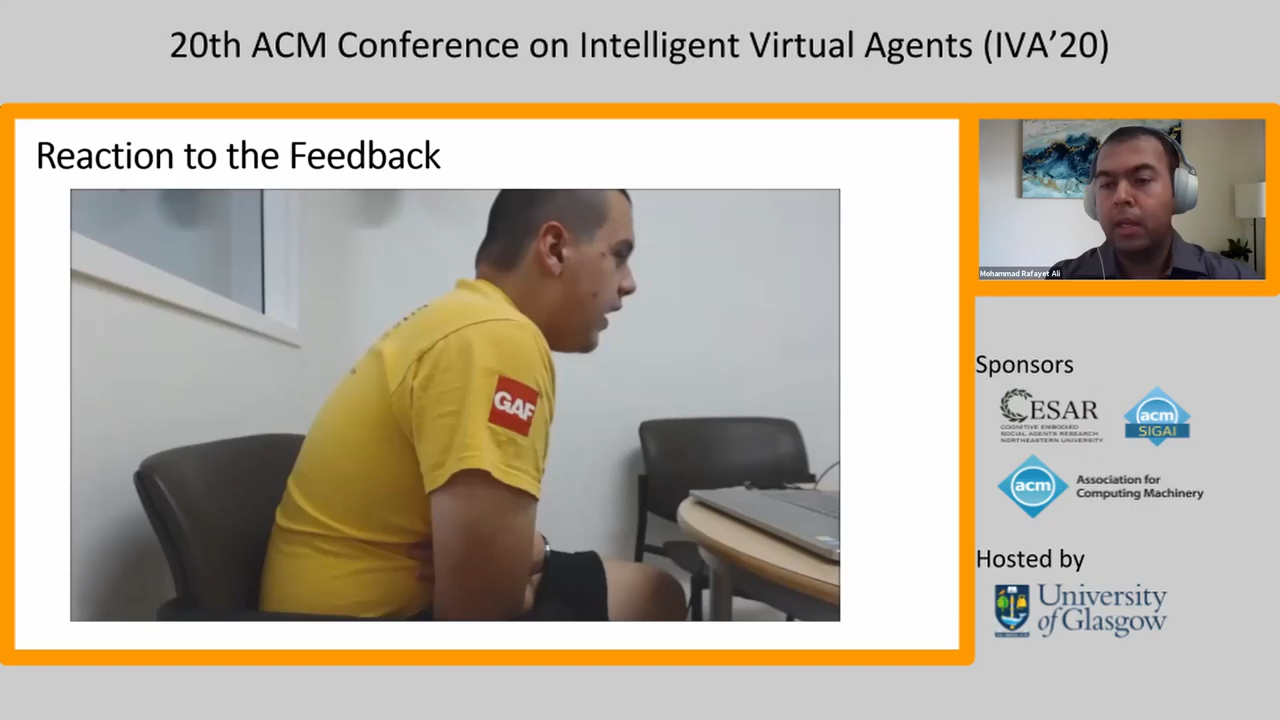 20th ACM Conference on Intelligent Virtual Agents (IVA'20)
Reaction to the Feedback
GAF
Mohammad Rafayet Ali
Sponsors
CESAR
COGNITIVE EMBODIED
SOCIAL AGENTS RESEARCH
NORTHEASTERN UNIVERSITY
acm
SIGAI
acm
Association for
Computing Machinery
Hosted by
University
of Glasgow